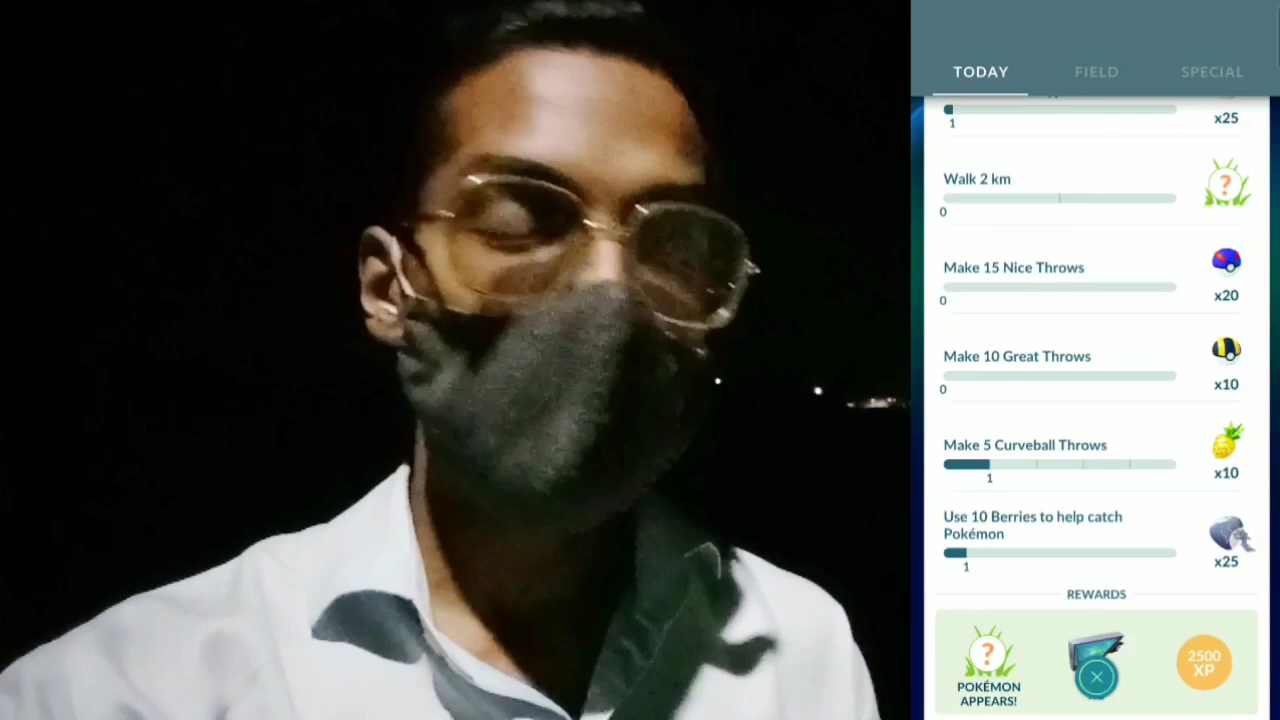 TODAY
FIELD
SPECIAL
1
x25
Walk 2 km
0
?
Make 15 Nice Throws
0
x20
Make 10 Great Throws
0
x10
Make 5 Curveball Throws
1
x10
Use 10 Berries to help catch
Pokémon
1
x25
REWARDS
?
POKÉMON
APPEARS!
2500
XP